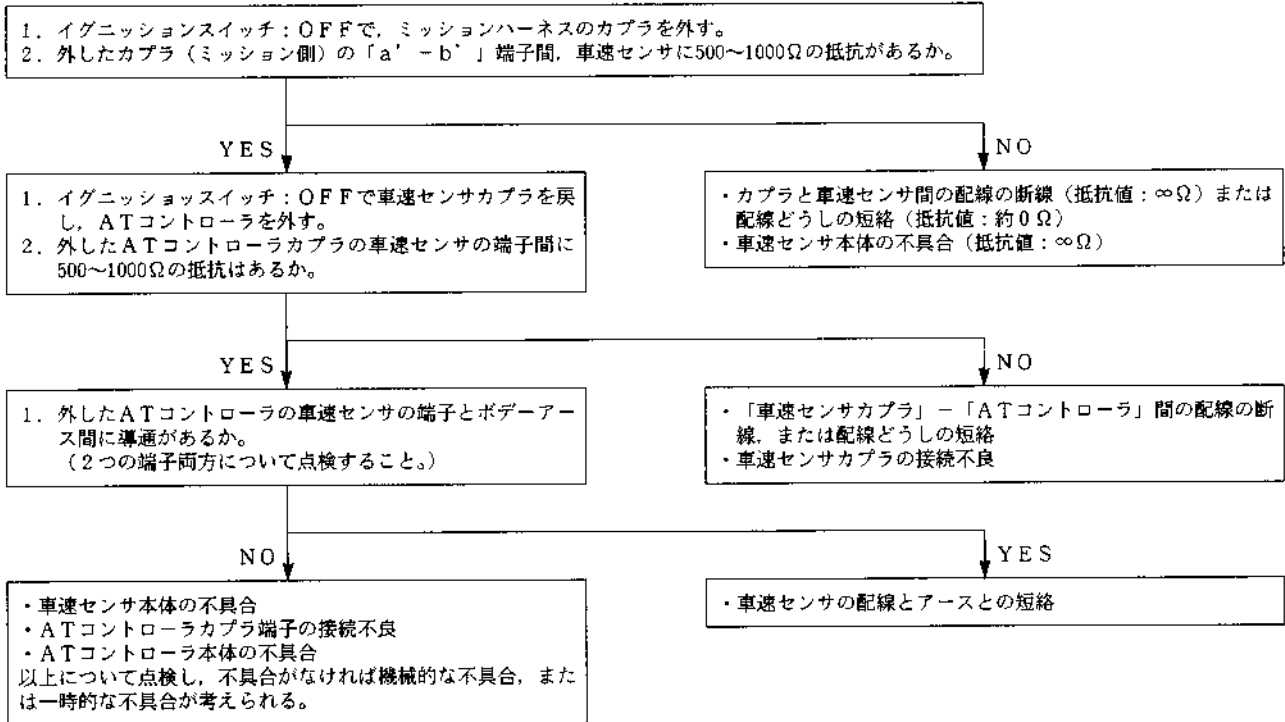 1．イグニッションスイッチ：ＯＦＦで，ミッションハーネスのカプラを外す。
2．外したカプラ（ミッション側）の「a'－b'」端子間，車速センサに500〜1000Ωの抵抗があるか。
YES
NO
1．イグニッショッスイッチ：ＯＦＦで車速センサカプラを戻
し，ＡＴコントローラを外す。
2．外したＡＴコントローラカプラの車速センサの端子間に
500〜1000Ωの抵抗はあるか。
・カプラと車速センサ間の配線の断線（抵抗値：∞Ω）または
配線どうしの短絡（抵抗値：約０Ω）
・車速センサ本体の不具合（抵抗値：∞Ω）
YES
NO
1．外したＡＴコントローラの車速センサの端子とボデーアー
ス間に導通があるか。
（２つの端子両方について点検すること。）
・「車速センサカプラ」－「ＡＴコントローラ」間の配線の断
線，または配線どうしの短絡
・車速センサカプラの接続不良
NO
YES
・車速センサ本体の不具合
・ＡＴコントローラカプラ端子の接続不良
・ＡＴコントローラ本体の不具合
以上について点検し，不具合がなければ機械的な不具合，また
は一時的な不具合が考えられる。
・車速センサの配線とアースとの短絡